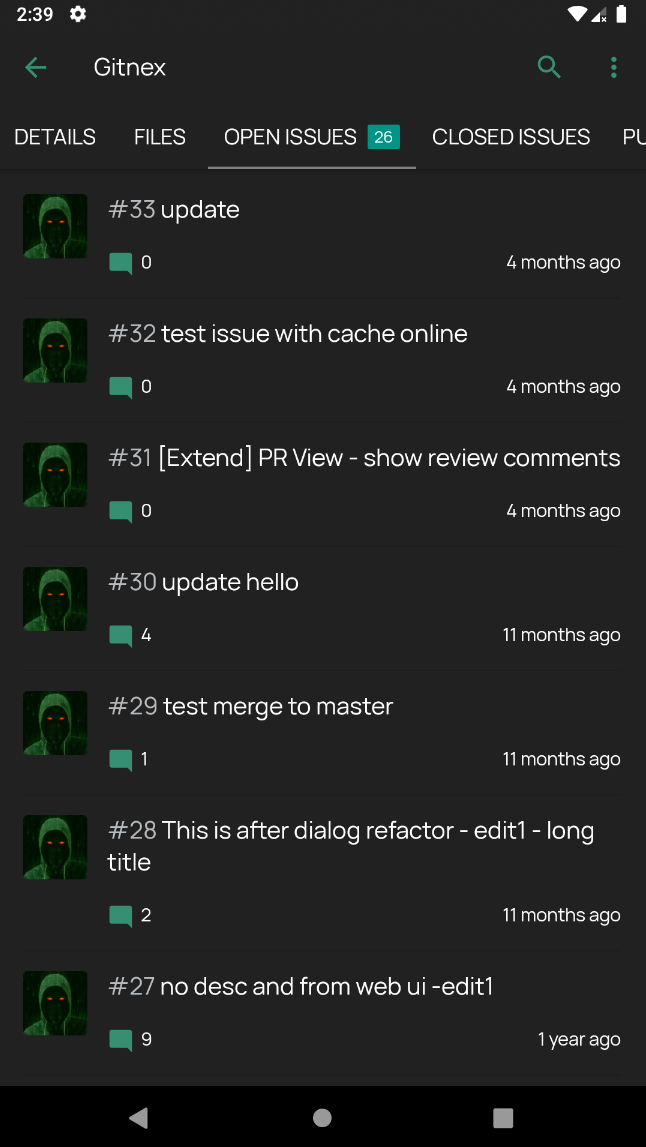 2:39
Gitnex
DETAILS FILES OPEN ISSUES 26 CLOSED ISSUES PU
#33 update
0 4 months ago
#32 test issue with cache online
0 4 months ago
#31 [Extend] PR View - show review comments
0 4 months ago
#30 update hello
4 11 months ago
#29 test merge to master
1 11 months ago
#28 This is after dialog refactor - edit1 - long
title
2 11 months ago
#27 no desc and from web ui -edit1
9 1 year ago